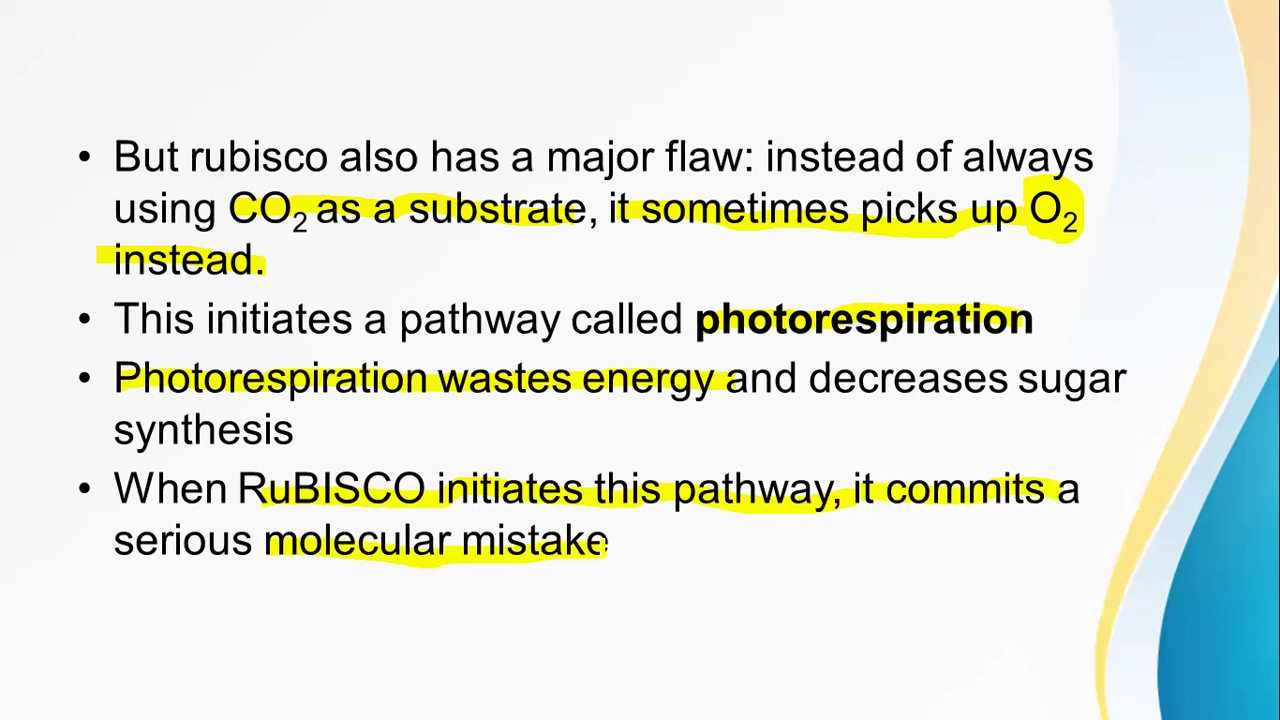 • But rubisco also has a major flaw: instead of always
using CO₂ as a substrate, it sometimes picks up O₂
instead.
• This initiates a pathway called photorespiration
• Photorespiration wastes energy and decreases sugar
synthesis
• When RuBISCO initiates this pathway, it commits a
serious molecular mistake